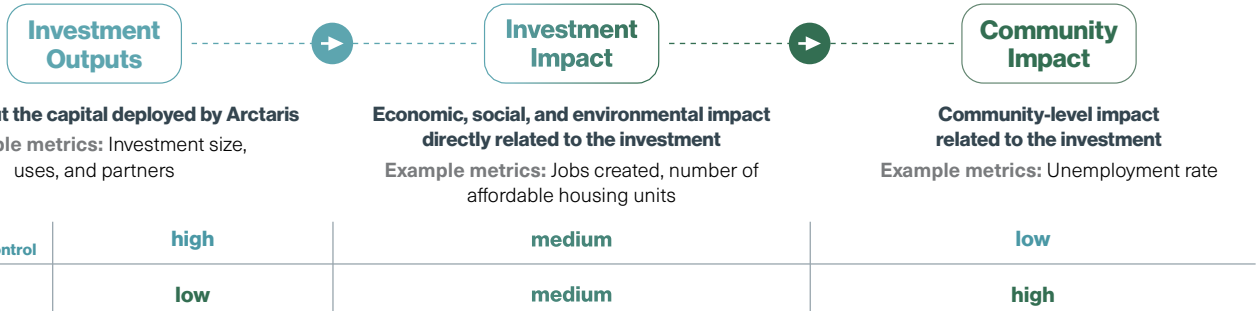 Investment
Outputs
Investment
Impact
Community
Impact
the capital deployed by Arctaris
metrics: Investment size,
uses, and partners
Economic, social, and environmental impact
directly related to the investment
Example metrics: Jobs created, number of
affordable housing units
Community-level impact
related to the investment
Example metrics: Unemployment rate
high
medium
low
low
medium
high